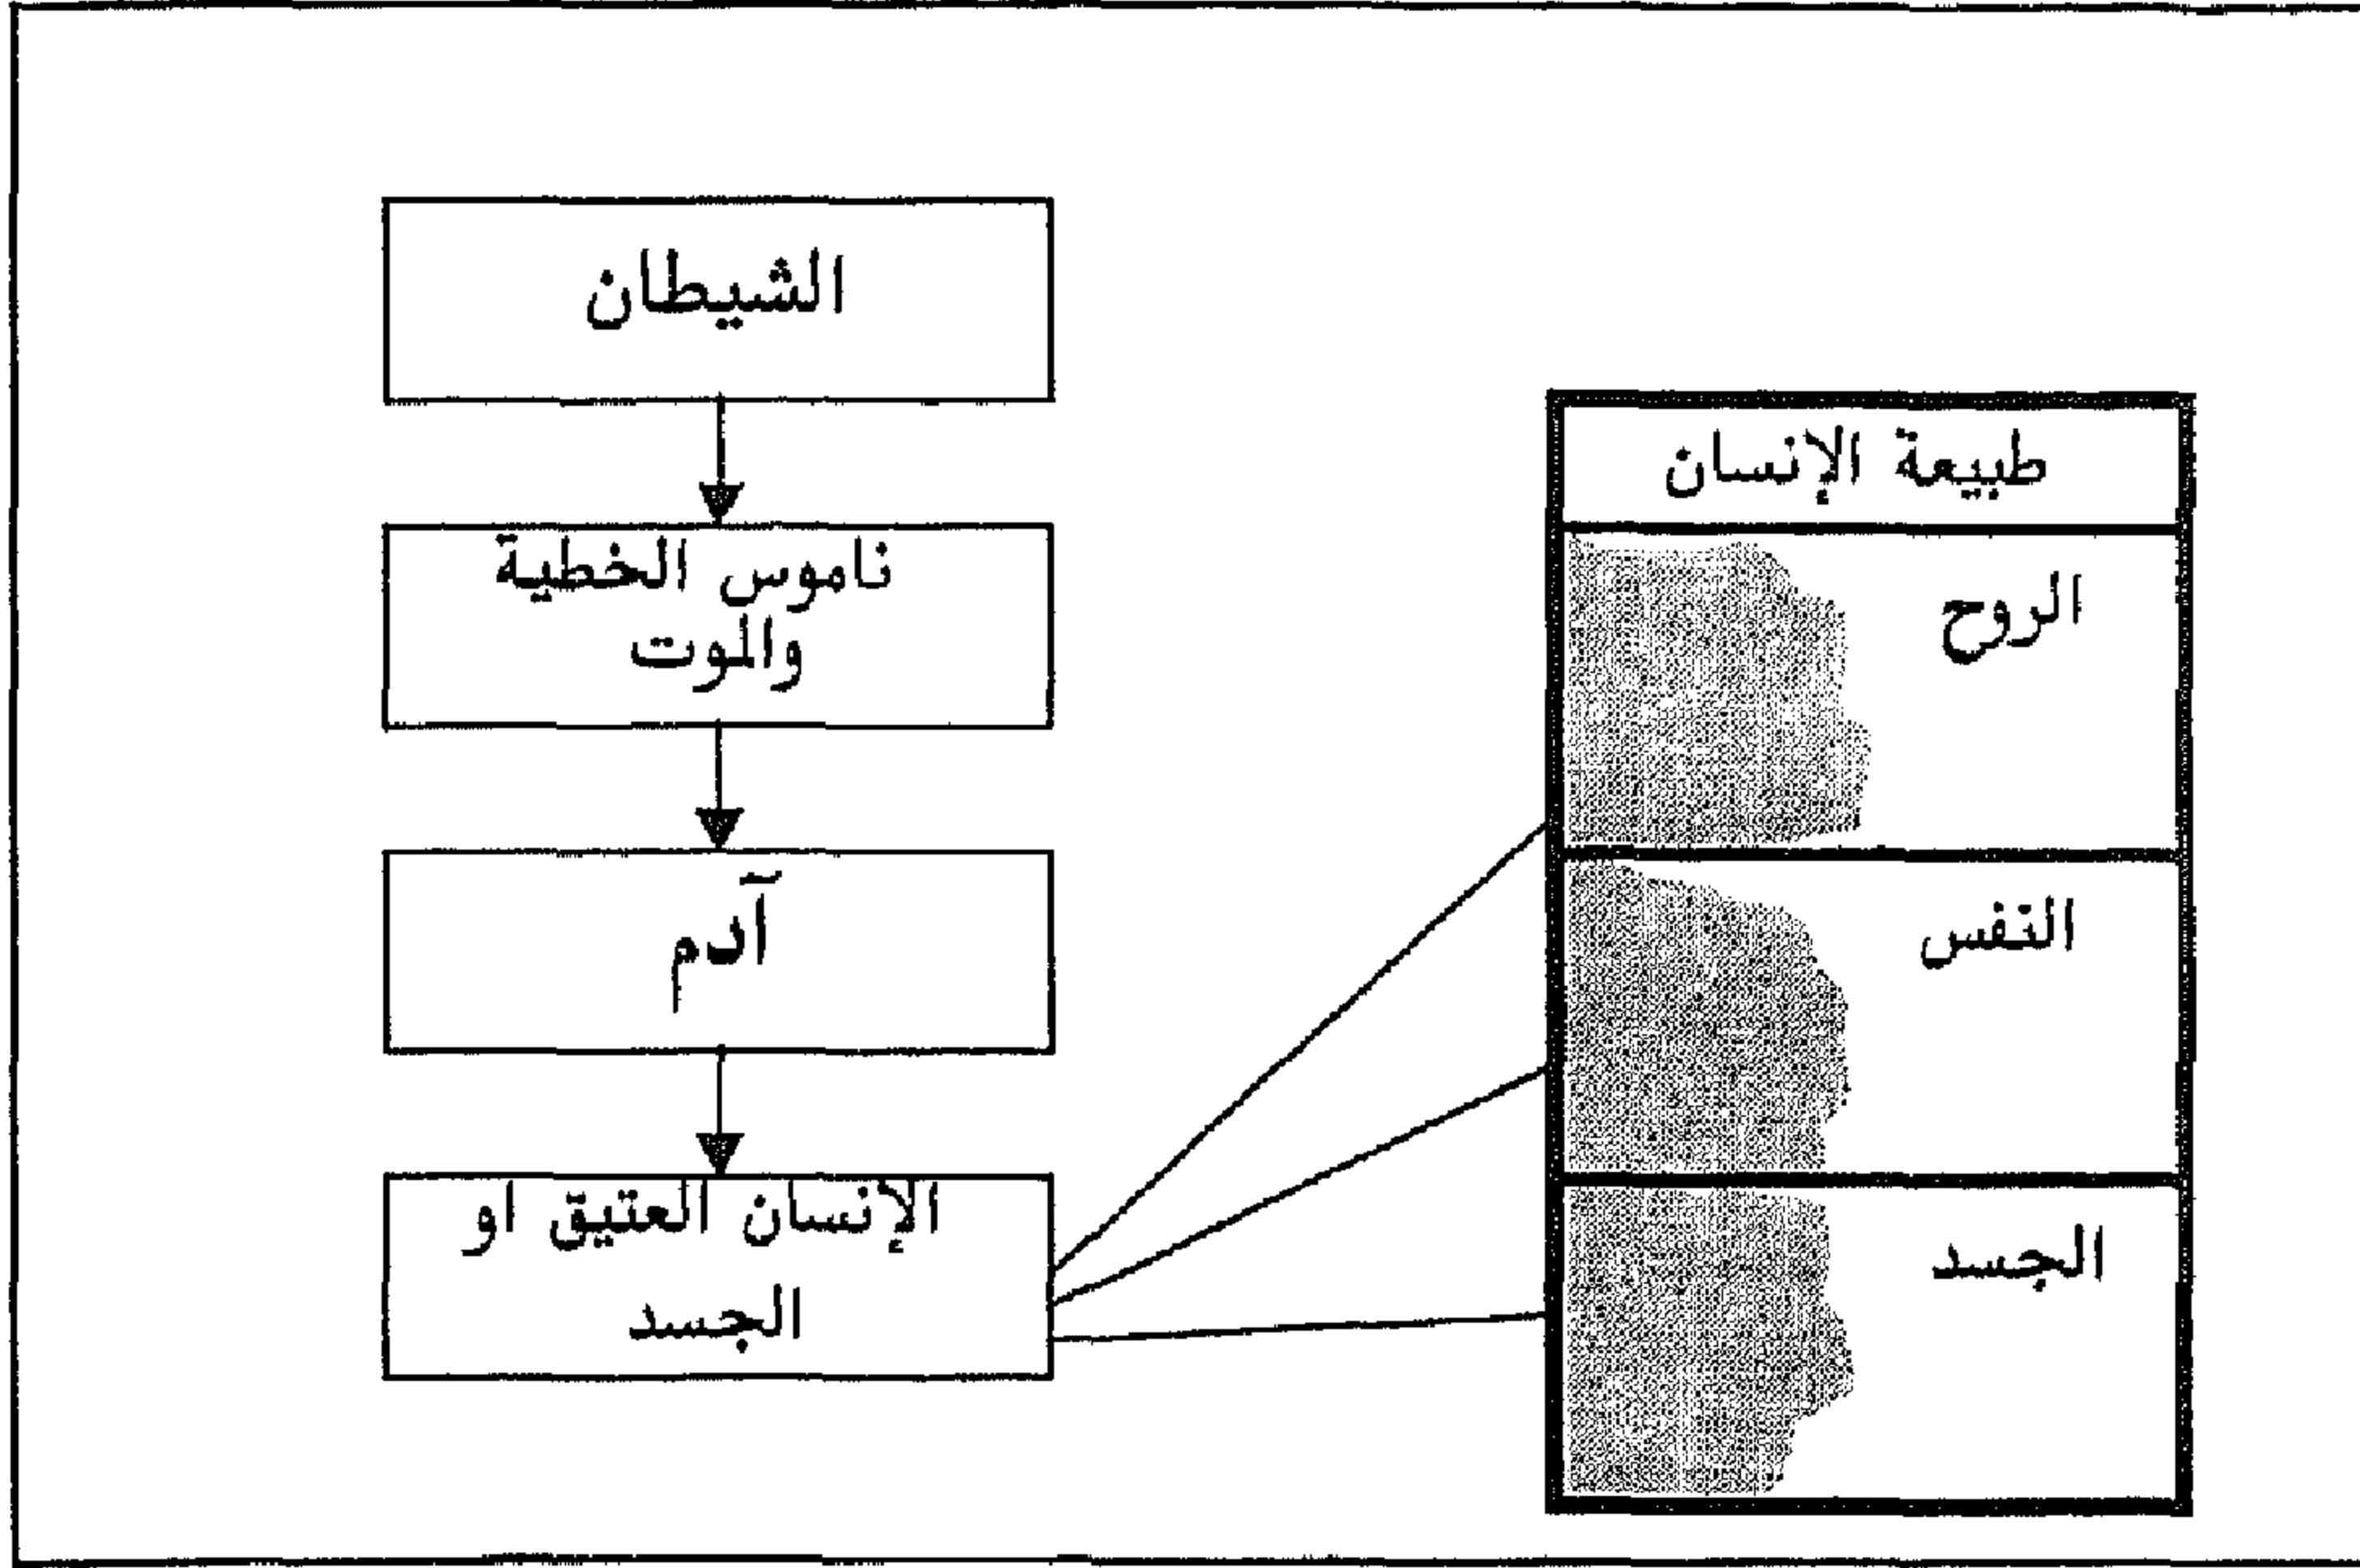 الشيطان
ناموس الخطية
والموت
آدم
الإنسان العتيق او
الجسد
طبيعة الإنسان
الروح
النفس
الجسد